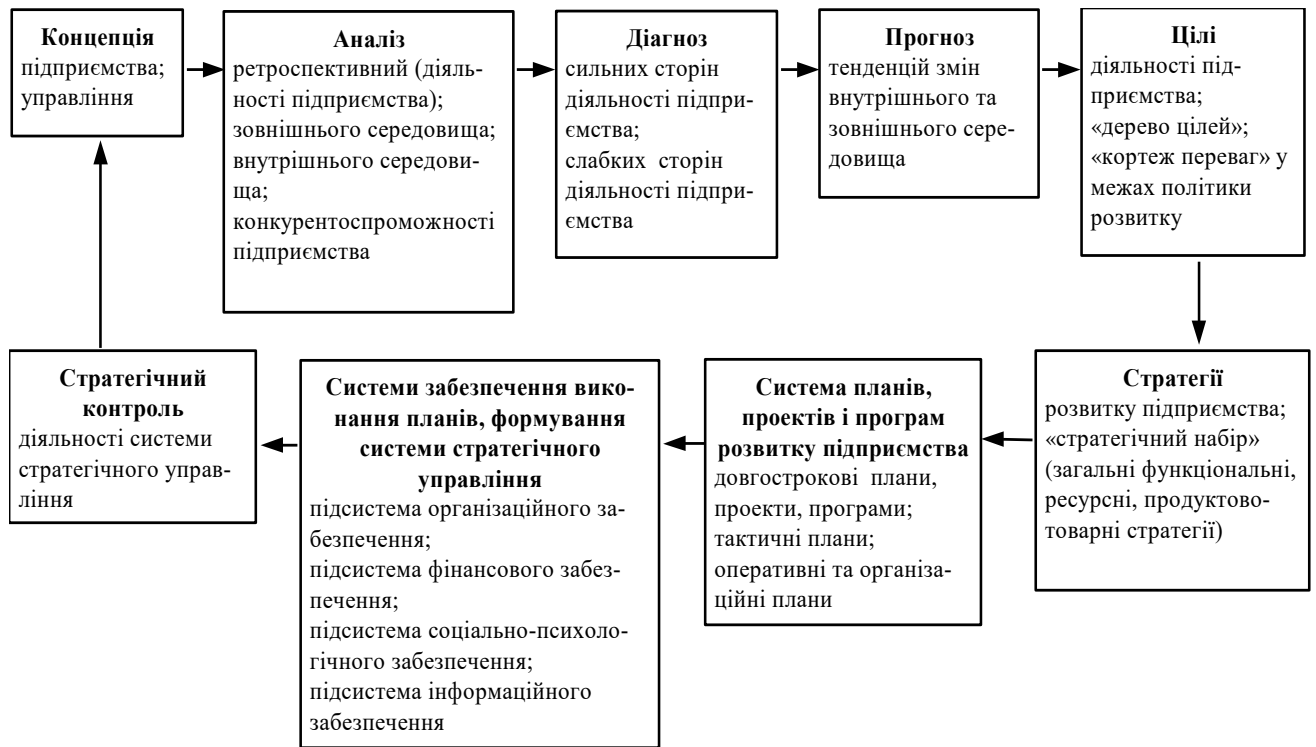 Концепція
підприємства;
управління
Аналіз
ретроспективний (діяль-
ності підприємства);
зовнішнього середовища;
внутрішнього середови-
ща;
конкурентоспроможності
підприємства
Діагноз
сильних сторін
діяльності підпри-
ємства;
слабких сторін
діяльності підпри-
ємства
Прогноз
тенденцій змін
внутрішнього та
зовнішнього сере-
довища
Цілі
діяльності під-
приємства;
«дерево цілей»;
«кортеж переваг» у
межах політики
розвитку
Стратегії
розвитку підприємства;
«стратегічний набір»
(загальні функціональні,
ресурсні, продуктово-
товарні стратегії)
Система планів,
проектів і програм
розвитку підприємства
довгострокові плани,
проекти, програми;
тактичні плани;
оперативні та організа-
ційні плани
Системи забезпечення вико-
нання планів, формування
системи стратегічного
управління
підсистема організаційного за-
безпечення;
підсистема фінансового забез-
печення;
підсистема соціально-психоло-
гічного забезпечення;
підсистема інформаційного
забезпечення
Стратегічний
контроль
діяльності системи
стратегічного управ-
ління